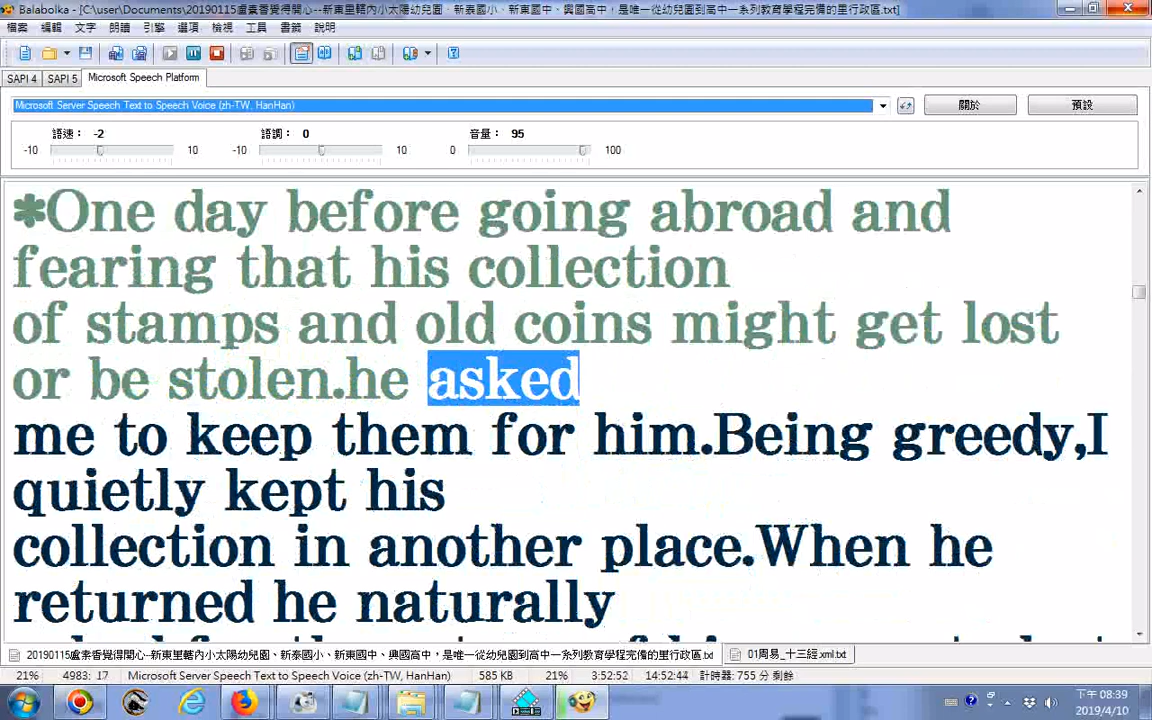 Balabolka - [C:\user\Documents\20190115盧素香覺得開心--新東里轄內小太陽幼兒園、新泰國小、新東國中、興國高中，是唯一從幼兒園到高中一系列教育學程完備的里行政區.txt]
檔案 編輯 文字 朗讀 引擎 選項 檢視 工具 書籤 說明
SAPI 4 SAPI 5 Microsoft Speech Platform
Microsoft Server Speech Text to Speech Voice (zh-TW, HanHan) 關於 預設
語速： -2 語調： 0 音量： 95
-10 10 -10 10 0 100
*One day before going abroad and
fearing that his collection
of stamps and old coins might get lost
or be stolen.he asked
me to keep them for him.Being greedy,I
quietly kept his
collection in another place.When he
returned he naturally
20190115盧素香覺得開心--新東里轄內小太陽幼兒園、新泰國小、新東國中、興國高中，是唯一從幼兒園到高中一系列教育學程完備的里行政區.txt 01周易_十三經.xml.txt
21% 4983: 17 Microsoft Server Speech Text to Speech Voice (zh-TW, HanHan) 585 KB 21% 3:52:52 14:52:44 計時器: 755 分 剩餘
下午 08:39
2019/4/10